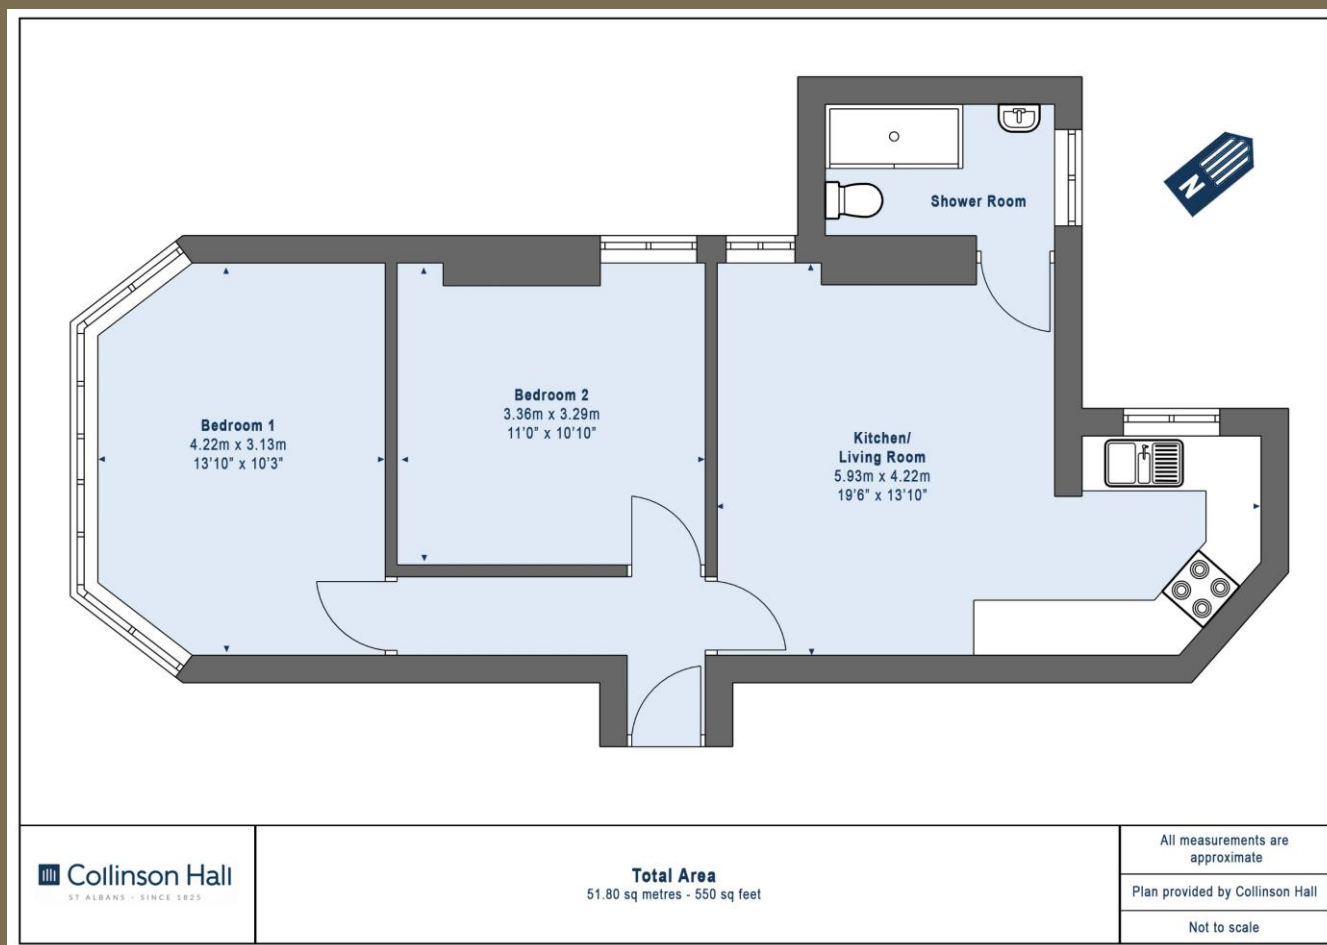 Shower Room
N
Bedroom 1
4.22m x 3.13m
13'10" x 10'3"
Bedroom 2
3.36m x 3.29m
11'0" x 10'10"
Kitchen/
Living Room
5.93m x 4.22m
19'6" x 13'10"
Collinson Hall
ST ALBANS - SINCE 1825
Total Area
51.80 sq metres - 550 sq feet
All measurements are
approximate
Plan provided by Collinson Hall
Not to scale